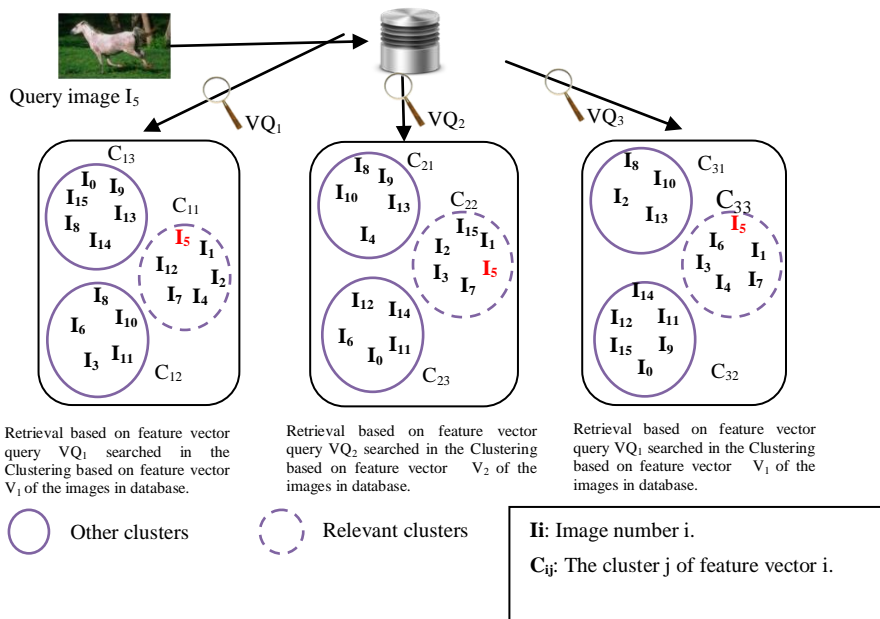 Query image I₅
VQ₁
VQ₂
VQ₃
C₁₃
I₀
I₉
I₁₅
I₈
I₁₃
I₁₄
C₁₁
I₅
I₁
I₁₂
I₂
I₇
I₄
I₈
I₆
I₁₀
I₃
I₁₁
C₁₂
C₂₁
I₈
I₉
I₁₀
I₁₃
I₄
C₂₂
I₁₅
I₂
I₁
I₃
I₅
I₇
I₁₂
I₁₄
I₆
I₁₁
I₀
C₂₃
C₃₁
I₈
I₁₀
I₂
I₁₃
C₃₃
I₅
I₆
I₁
I₃
I₄
I₇
I₁₄
I₁₂
I₁₁
I₁₅
I₉
I₀
C₃₂
Retrieval based on feature vector
query VQ₁ searched in the
Clustering based on feature vector
V₁ of the images in database.
Retrieval based on feature vector
query VQ₂ searched in the Clustering
based on feature vector V₂ of the
images in database.
Retrieval based on feature vector
query VQ₁ searched in the Clustering
based on feature vector V₁ of the
images in database.
Other clusters
Relevant clusters
Ii: Image number i.
Cᵢⱼ: The cluster j of feature vector i.